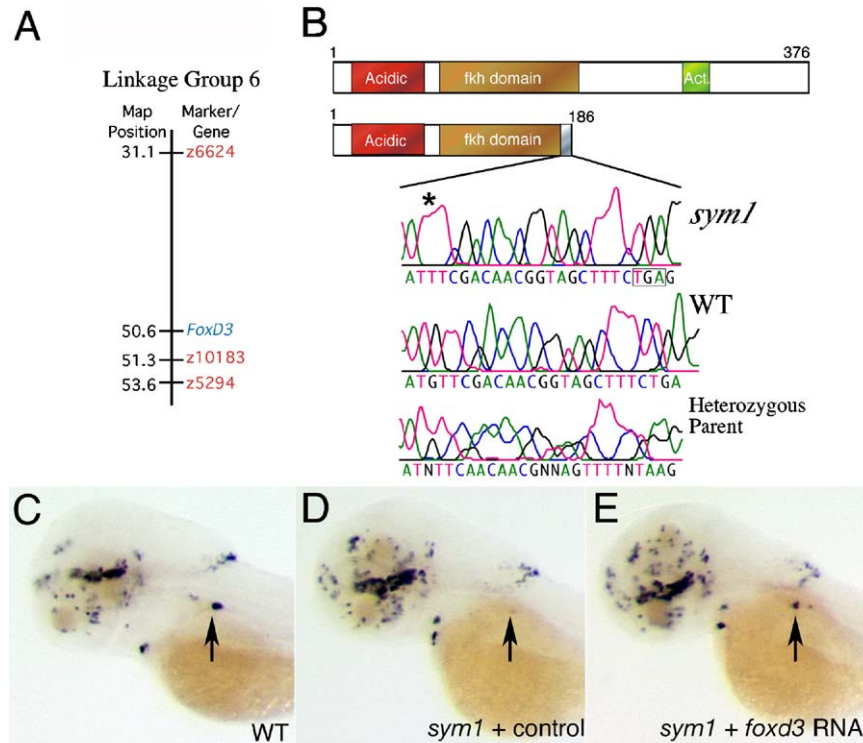 A
B
Linkage Group 6
Map Position
Marker/ Gene
31.1 z6624
50.6 FoxD3
51.3 z10183
53.6 z5294
1 376
Acidic fkh domain Act.
1 186
Acidic fkh domain
*
sym1
ATTTCGACAACGGTAGCTTTCTGAG
WT
ATGTTCGACAACGGTAGCTTTCTGA
Heterozygous
Parent
ATNTTCAACAACGNNAGTTTTNTAAG
C
WT
D
sym1 + control
E
sym1 + foxd3 RNA